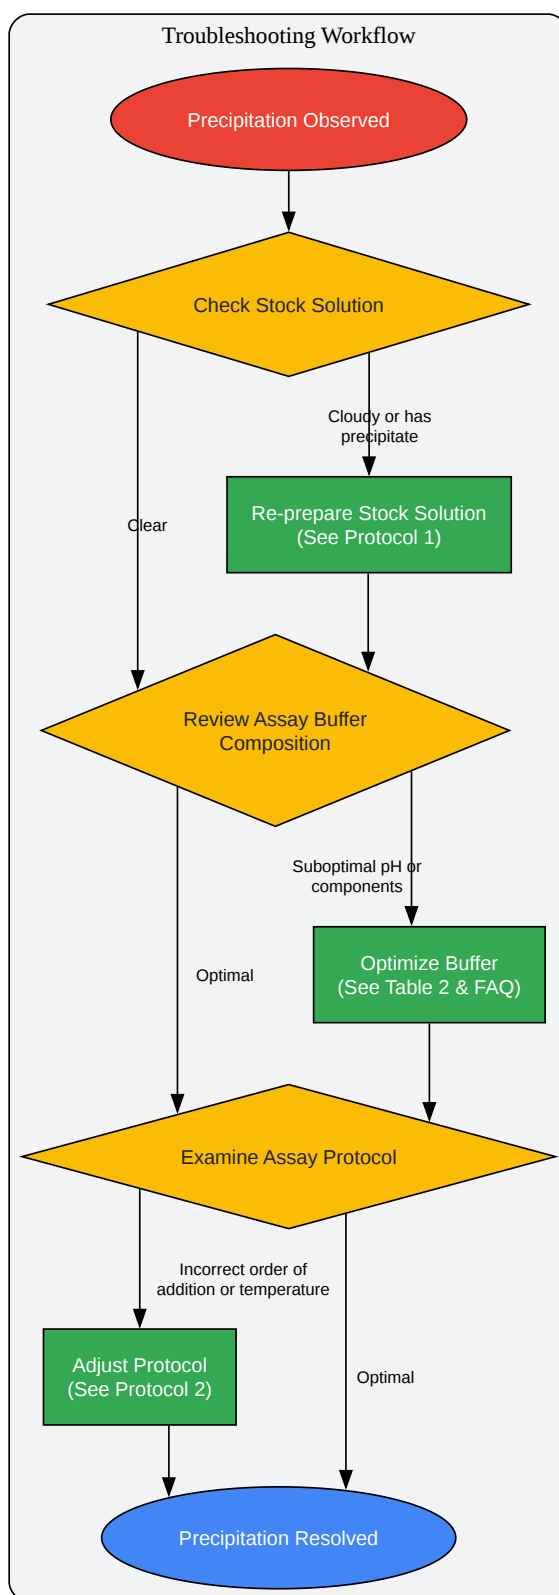 Troubleshooting Workflow
Precipitation Observed
Check Stock Solution
Cloudy or has
precipitate
Re-prepare Stock Solution
(See Protocol 1)
Clear
Review Assay Buffer
Composition
Suboptimal pH or
components
Optimize Buffer
(See Table 2 & FAQ)
Optimal
Examine Assay Protocol
Incorrect order of
addition or temperature
Adjust Protocol
(See Protocol 2)
Optimal
Precipitation Resolved